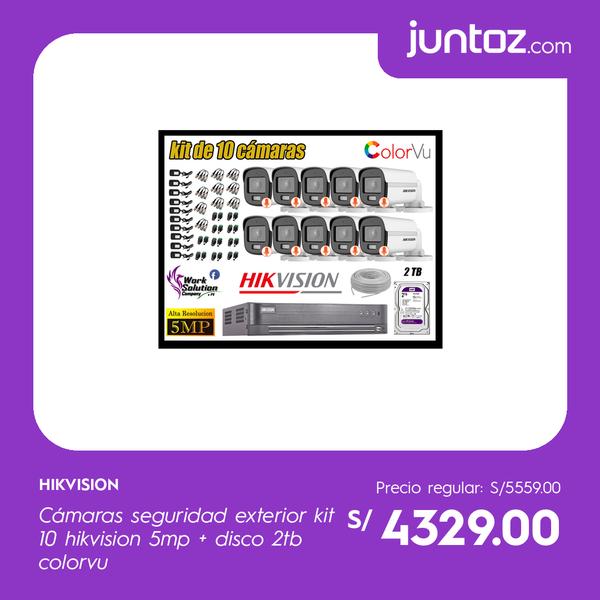 juntoz.com
kit de 10 cámaras
ColorVu
Work
Solution
Company
HIKVISION
2 TB
Alta Resolucion
5MP
HIKVISION
Precio regular: S/5559.00
Cámaras seguridad exterior kit
10 hikvision 5mp + disco 2tb
colorvu
S/ 4329.00